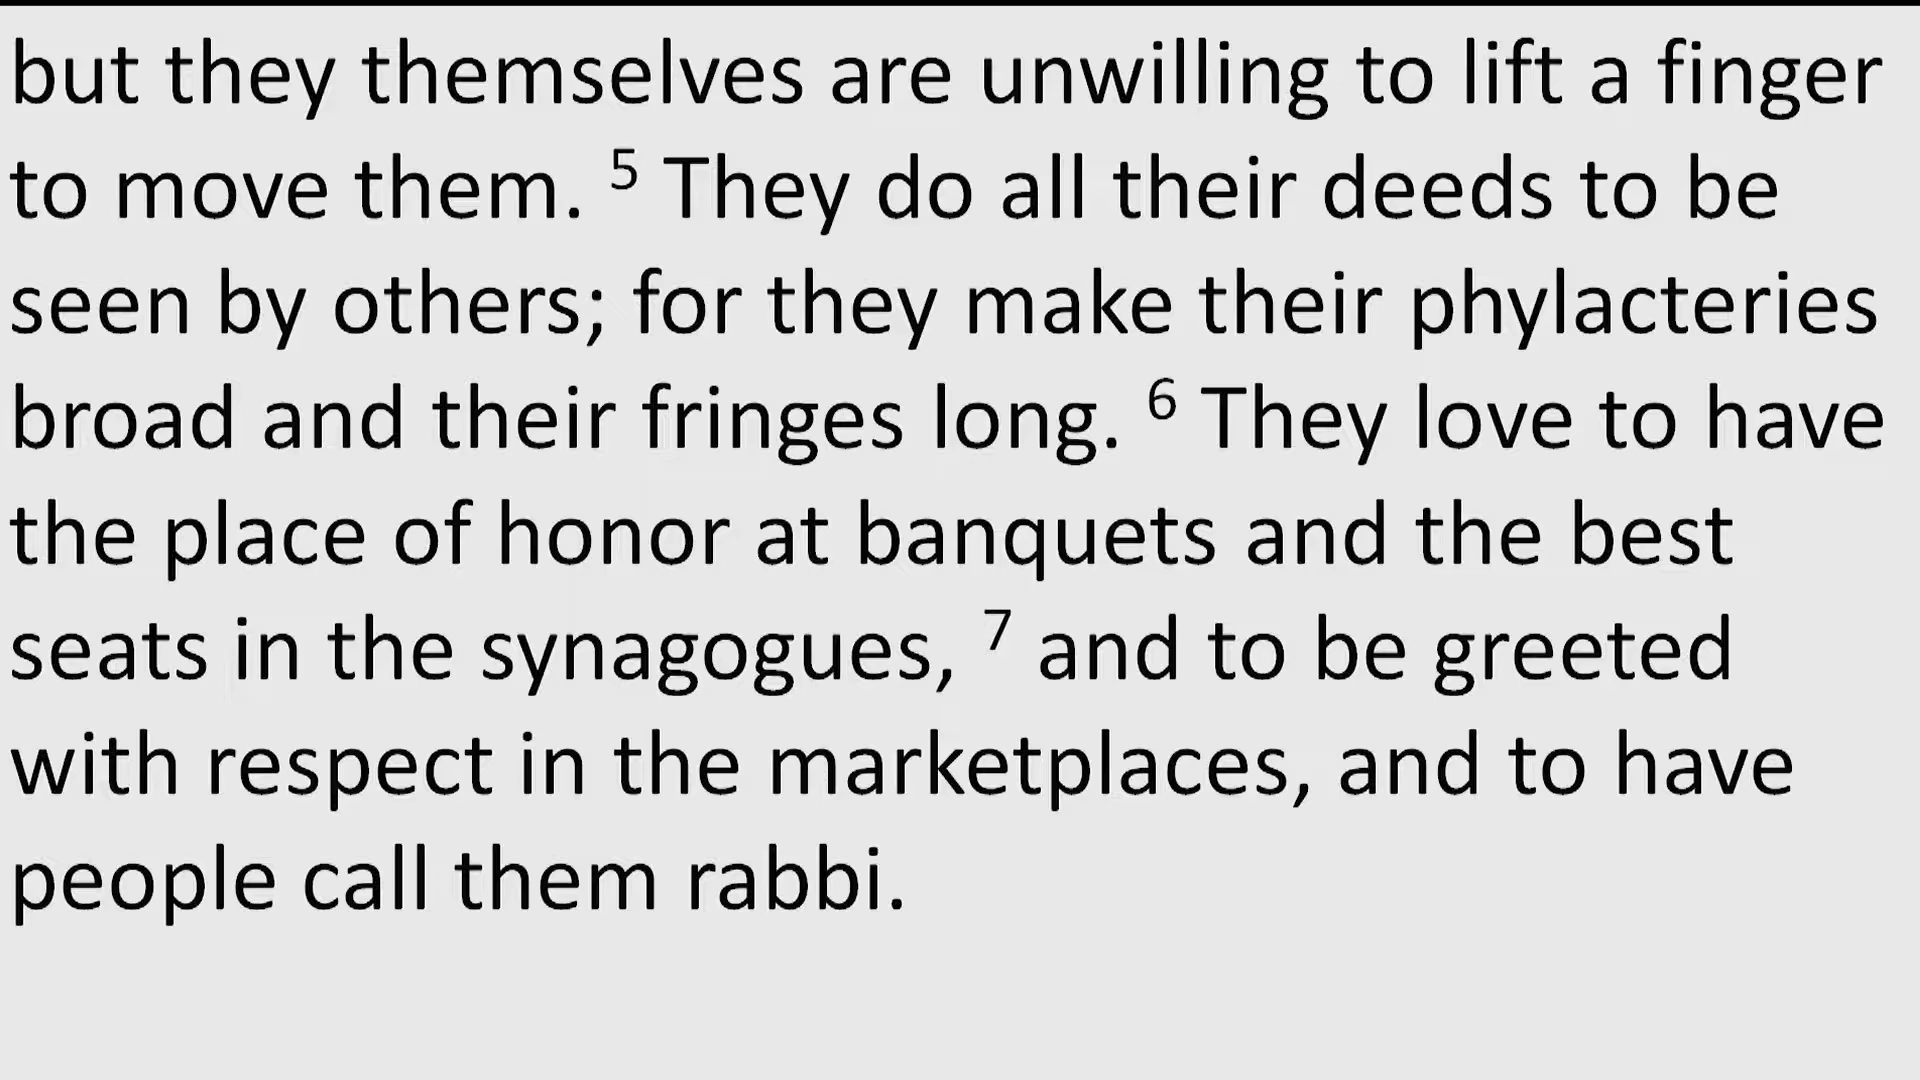 but they themselves are unwilling to lift a finger
to move them. ⁵ They do all their deeds to be
seen by others; for they make their phylacteries
broad and their fringes long. ⁶ They love to have
the place of honor at banquets and the best
seats in the synagogues, ⁷ and to be greeted
with respect in the marketplaces, and to have
people call them rabbi.